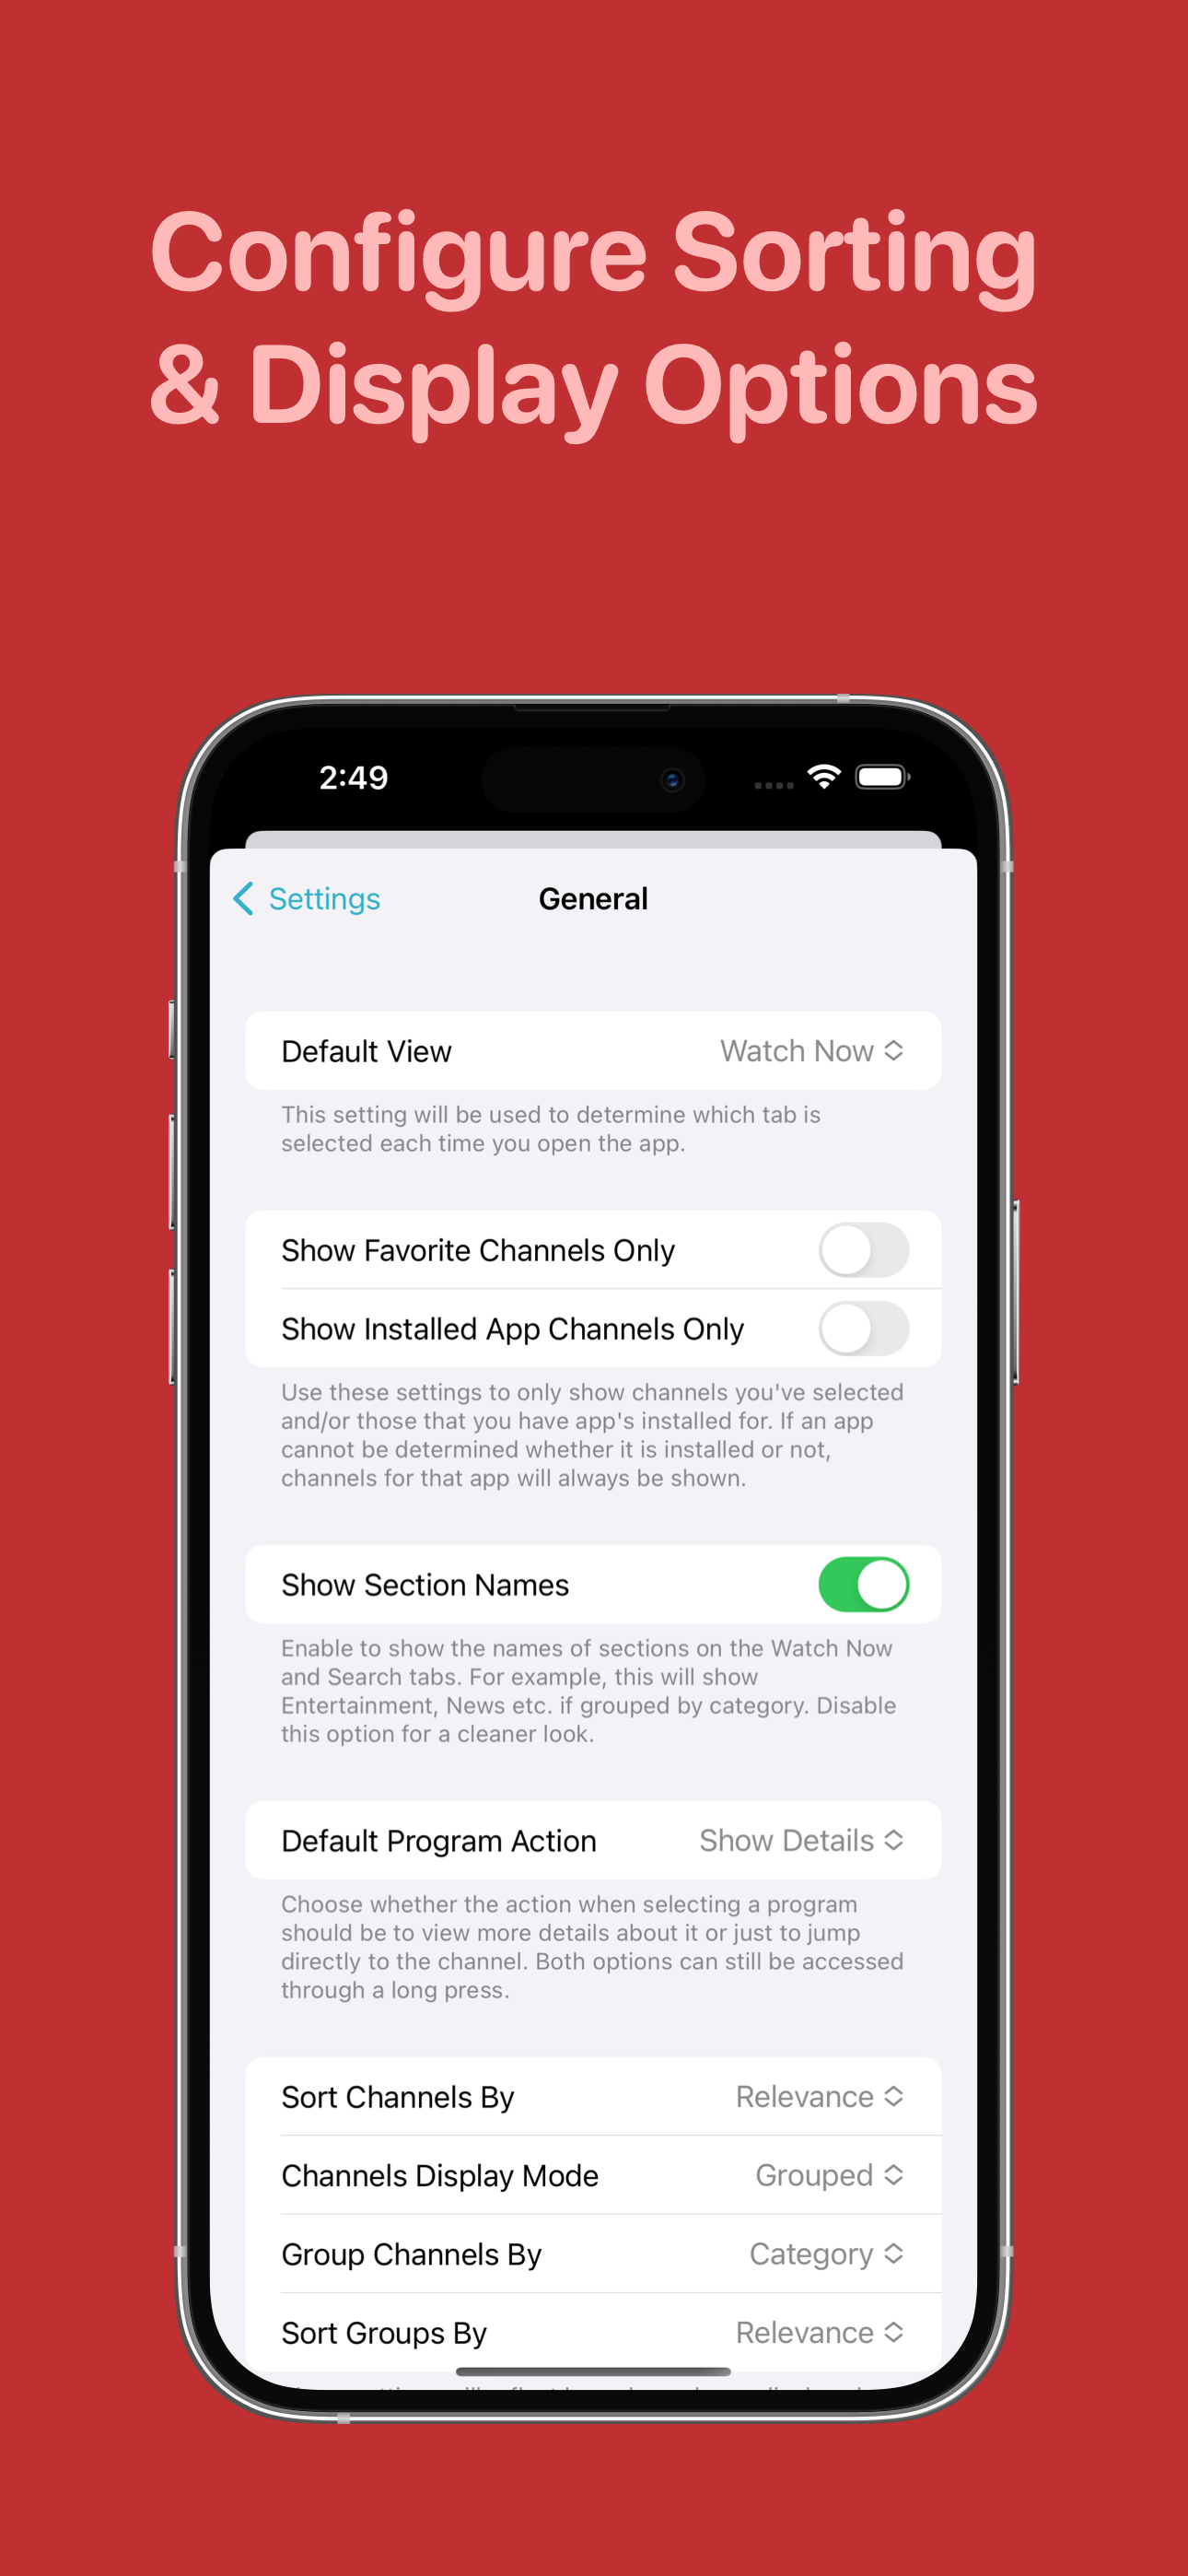 Configure Sorting
& Display Options
2:49
Settings
General
Default View
Watch Now
This setting will be used to determine which tab is
selected each time you open the app.
Show Favorite Channels Only
Show Installed App Channels Only
Use these settings to only show channels you've selected
and/or those that you have app's installed for. If an app
cannot be determined whether it is installed or not,
channels for that app will always be shown.
Show Section Names
Enable to show the names of sections on the Watch Now
and Search tabs. For example, this will show
Entertainment, News etc. if grouped by category. Disable
this option for a cleaner look.
Default Program Action
Show Details
Choose whether the action when selecting a program
should be to view more details about it or just to jump
directly to the channel. Both options can still be accessed
through a long press.
Sort Channels By
Relevance
Channels Display Mode
Grouped
Group Channels By
Category
Sort Groups By
Relevance